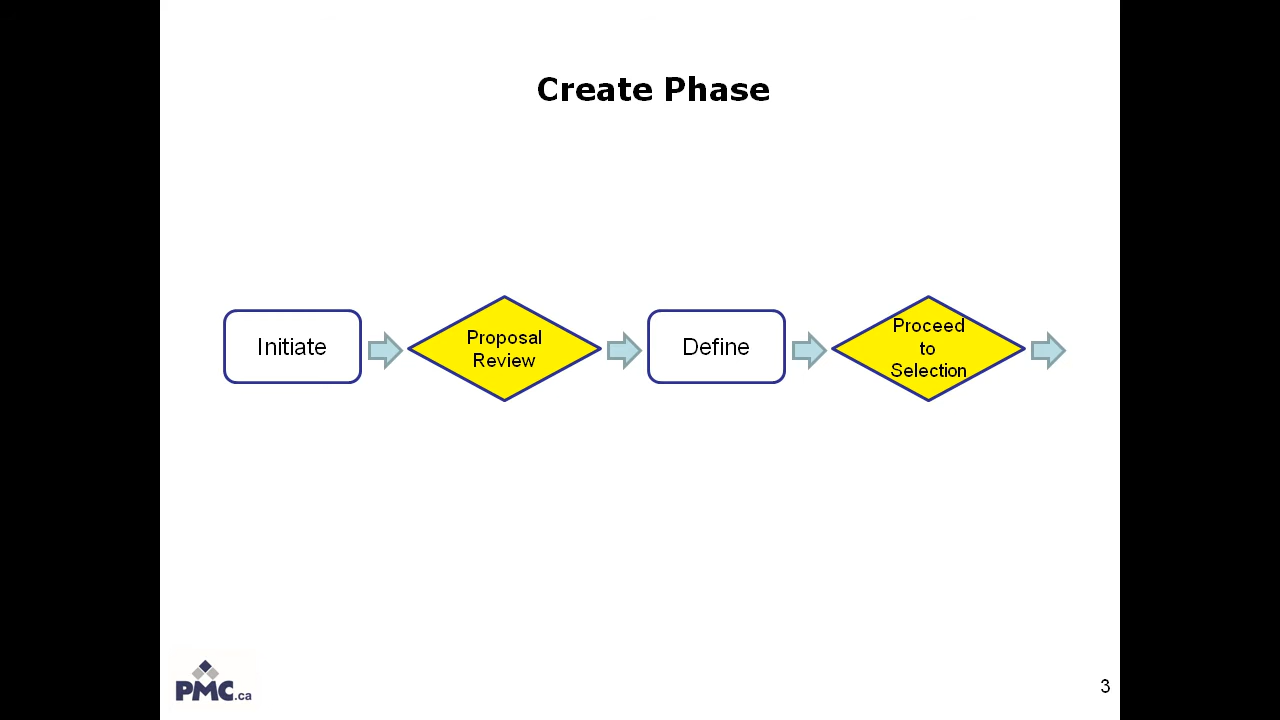 Create Phase
Initiate
Proposal
Review
Define
Proceed
to
Selection
PMC.ca
3